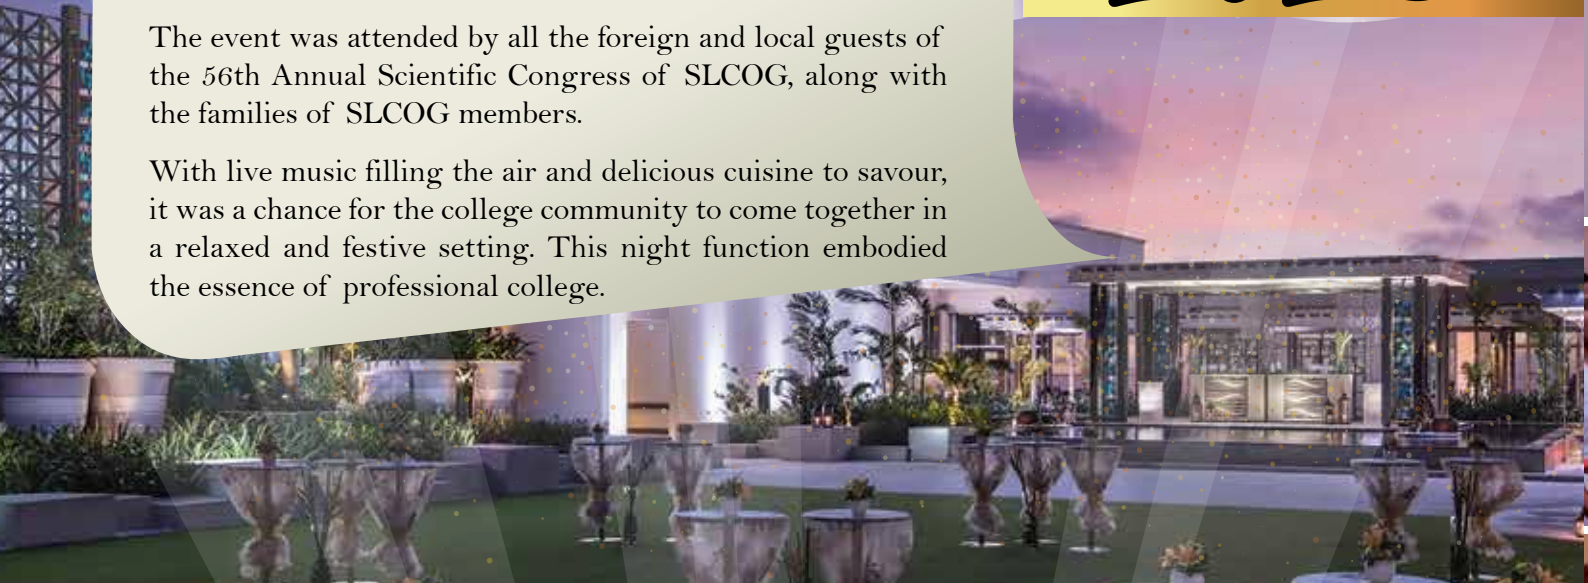 The event was attended by all the foreign and local guests of
the 56th Annual Scientific Congress of SLCOG, along with
the families of SLCOG members.
With live music filling the air and delicious cuisine to savour,
it was a chance for the college community to come together in
a relaxed and festive setting. This night function embodied
the essence of professional college.